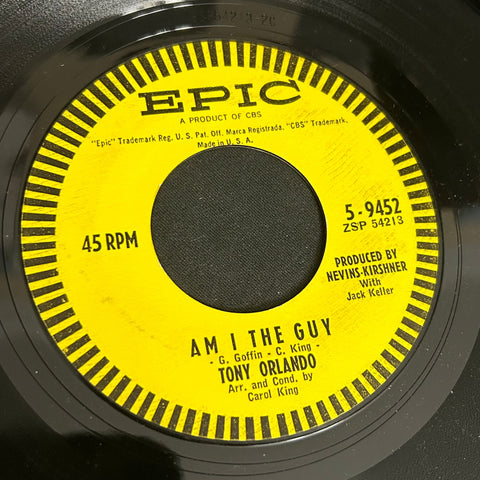 EPIC
A PRODUCT OF CBS
"Epic" Trademark Reg. U. S. Pat. Off. Marca Registrada. "CBS" Trademark.
Made in U. S. A.
45 RPM
5-9452
ZSP 54213
PRODUCED BY
NEVINS-KIRSHNER
With
Jack Keller
AM I THE GUY
- G. Goffin - C. King -
TONY ORLANDO
Arr. and Cond. by
Carol King